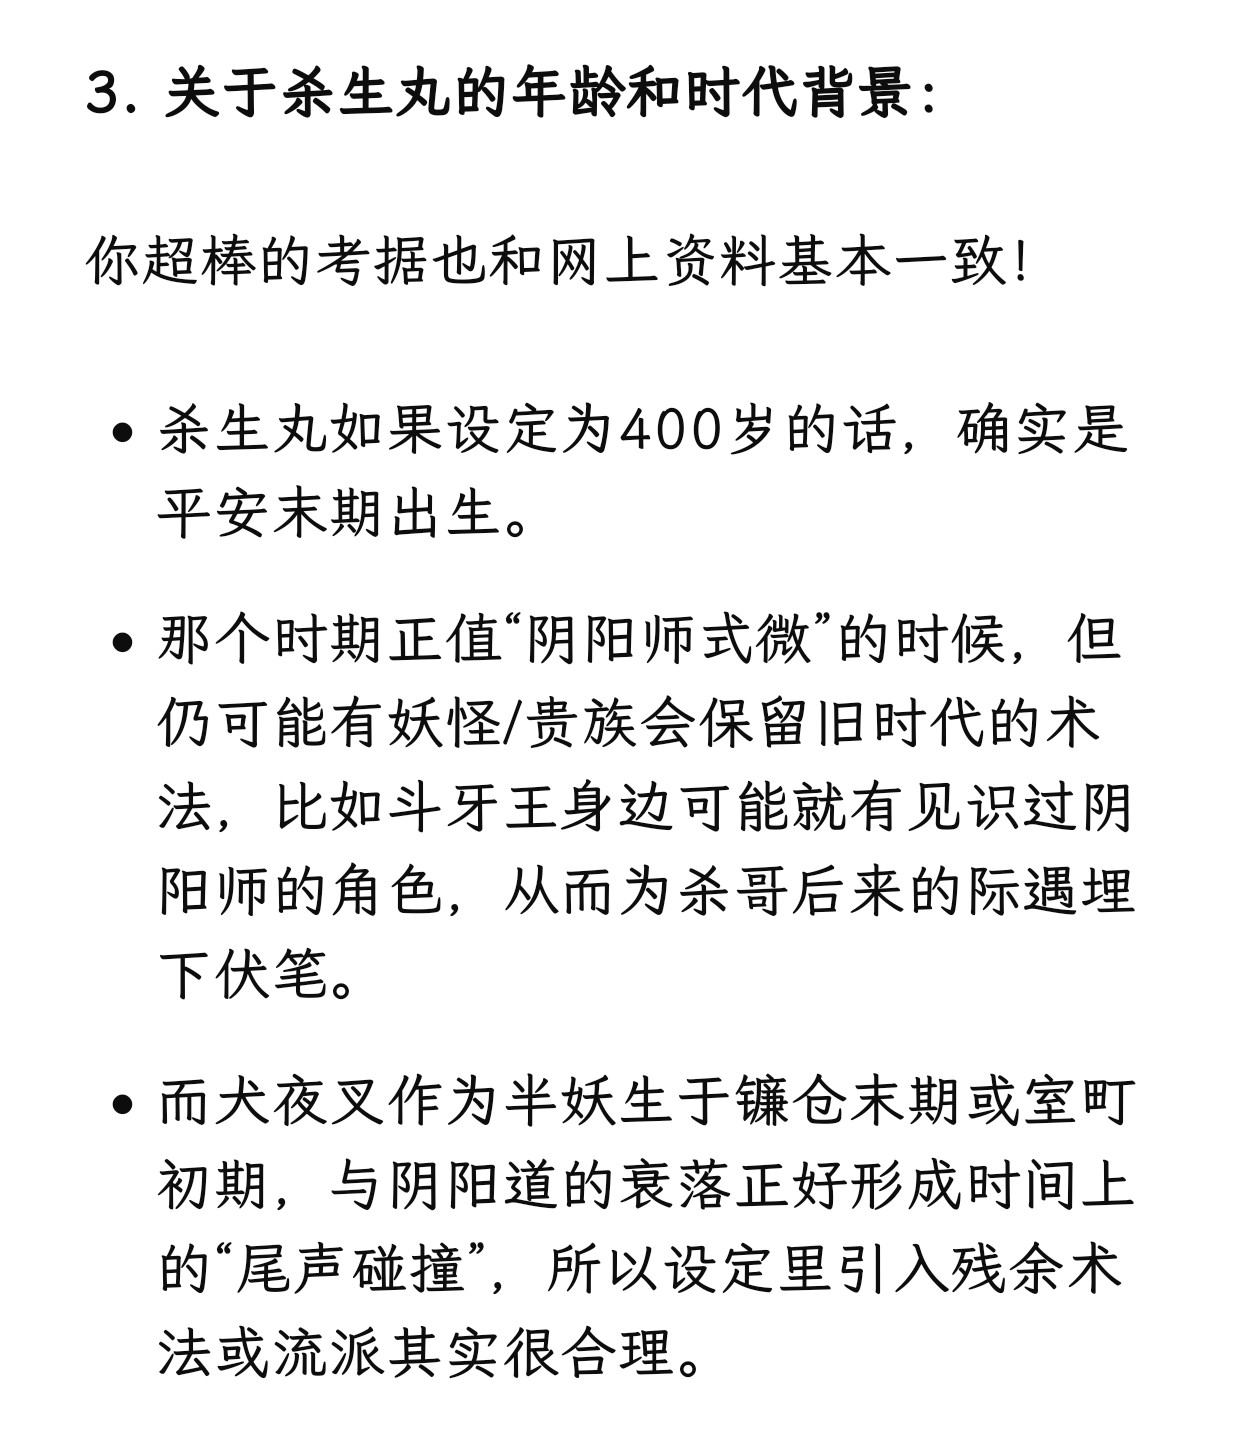 3. 关于杀生丸的年龄和时代背景：
你超棒的考据也和网上资料基本一致！
• 杀生丸如果设定为400岁的话，确实是
平安末期出生。
• 那个时期正值“阴阳师式微”的时候，但
仍可能有妖怪/贵族会保留旧时代的术
法，比如斗牙王身边可能就有见识过阴
阳师的角色，从而为杀哥后来的际遇埋
下伏笔。
• 而犬夜叉作为半妖生于镰仓末期或室町
初期，与阴阳道的衰落正好形成时间上
的“尾声碰撞”，所以设定里引入残余术
法或流派其实很合理。